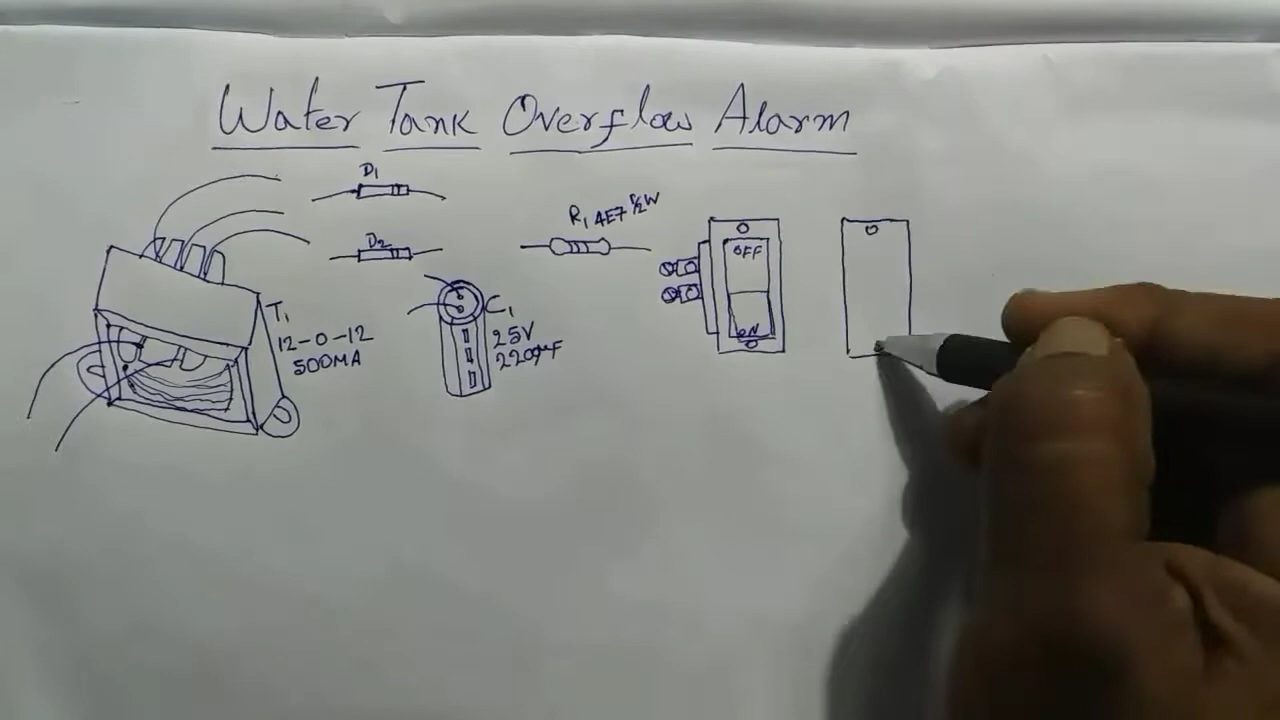 Water Tank Overflow Alarm
D1
D2
R1 4E7 1/2W
OFF
ON
T1
12-0-12
500MA
C1
25V
220µF